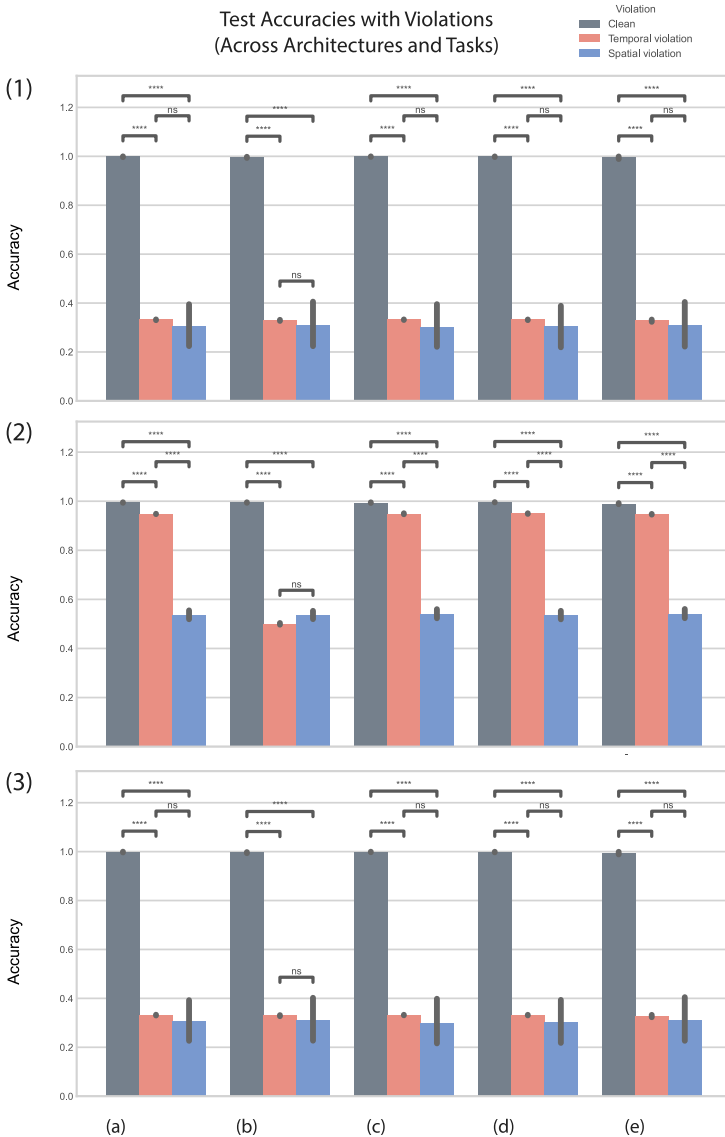 Test Accuracies with Violations
(Across Architectures and Tasks)
Violation
Clean
Temporal violation
Spatial violation
(1)
Accuracy
1.2
1.0
0.8
0.6
0.4
0.2
0.0
****
ns
****
****
****
ns
****
ns
****
****
ns
****
****
ns
****
(2)
Accuracy
1.2
1.0
0.8
0.6
0.4
0.2
0.0
****
****
****
****
****
ns
****
****
****
****
****
****
****
****
****
(3)
Accuracy
1.2
1.0
0.8
0.6
0.4
0.2
0.0
****
ns
****
****
****
ns
****
ns
****
****
ns
****
****
ns
****
(a) (b) (c) (d) (e)